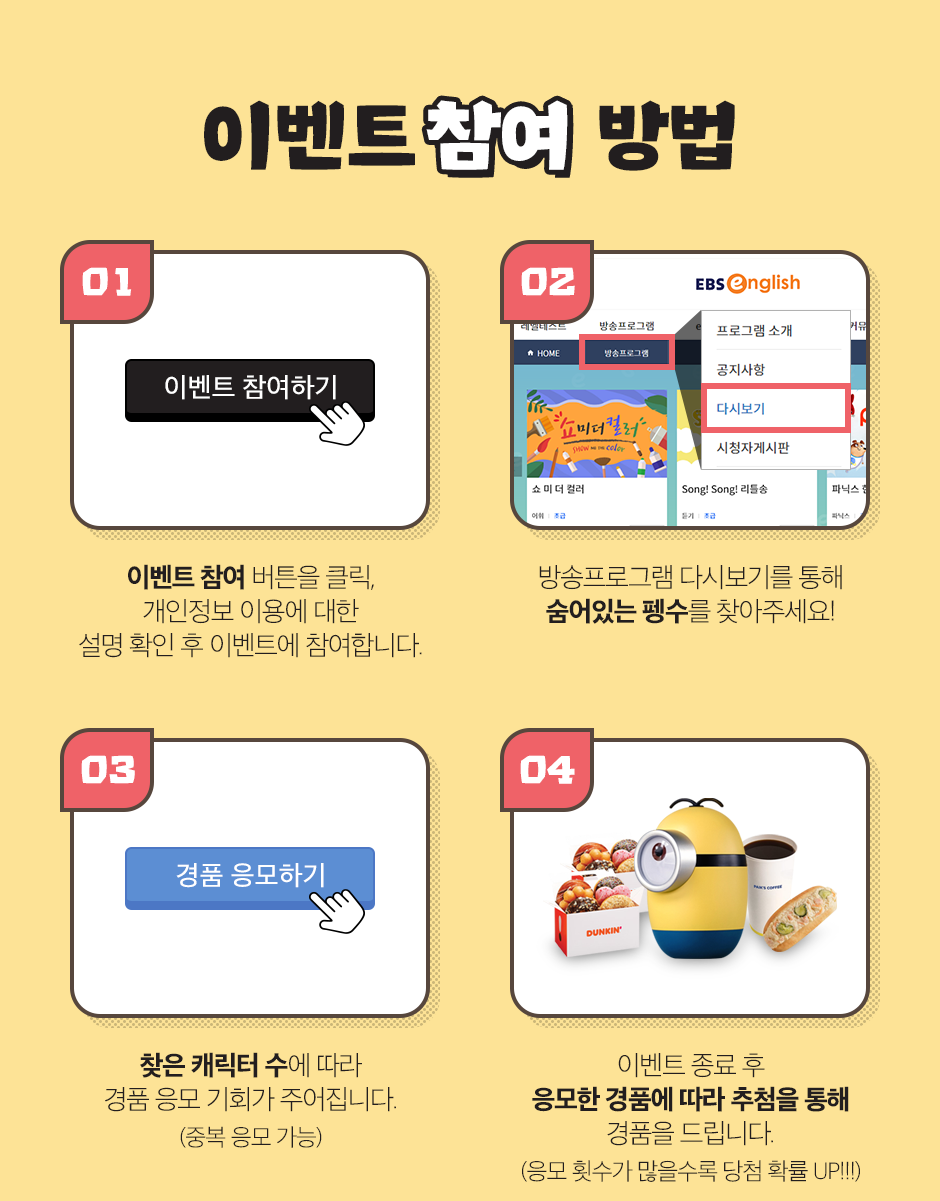 이벤트 참여 방법
01
이벤트 참여하기
이벤트 참여 버튼을 클릭,
개인정보 이용에 대한
설명 확인 후 이벤트에 참여합니다.
02
EBS english
레벨테스트 방송프로그램 e
HOME 방송프로그램
프로그램 소개
공지사항
다시보기
시청자게시판
커뮤
쇼미더컬러
SHOW ME THE COLOR
쇼 미 더 컬러
어휘 | 초급
Song! Song! 리틀송
듣기 | 초급
파닉스
파닉스
방송프로그램 다시보기를 통해
숨어있는 펭수를 찾아주세요!
03
경품 응모하기
찾은 캐릭터 수에 따라
경품 응모 기회가 주어집니다.
(중복 응모 가능)
04
DUNKIN'
PAIK'S COFFEE
이벤트 종료 후
응모한 경품에 따라 추첨을 통해
경품을 드립니다.
(응모 횟수가 많을수록 당첨 확률 UP!!!)